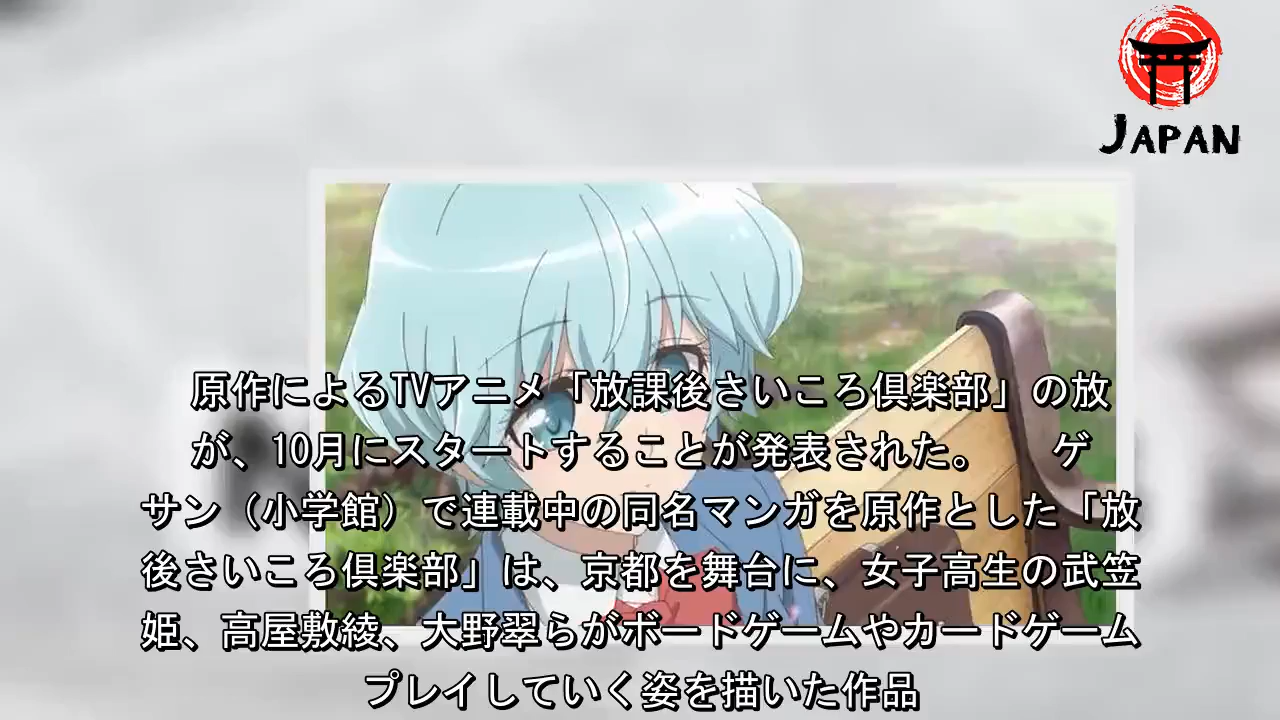 JAPAN
原作によるTVアニメ「放課後さいころ倶楽部」の放
が、10月にスタートすることが発表された。　　ゲ
サン（小学館）で連載中の同名マンガを原作とした「放
後さいころ倶楽部」は、京都を舞台に、女子高生の武笠
姫、高屋敷綾、大野翠らがボードゲームやカードゲーム
プレイしていく姿を描いた作品